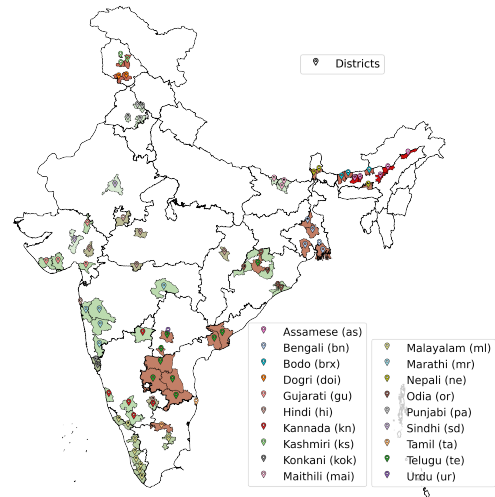 Districts
Assamese (as)
Bengali (bn)
Bodo (brx)
Dogri (doi)
Gujarati (gu)
Hindi (hi)
Kannada (kn)
Kashmiri (ks)
Konkani (kok)
Maithili (mai)
Malayalam (ml)
Marathi (mr)
Nepali (ne)
Odia (or)
Punjabi (pa)
Sindhi (sd)
Tamil (ta)
Telugu (te)
Urdu (ur)